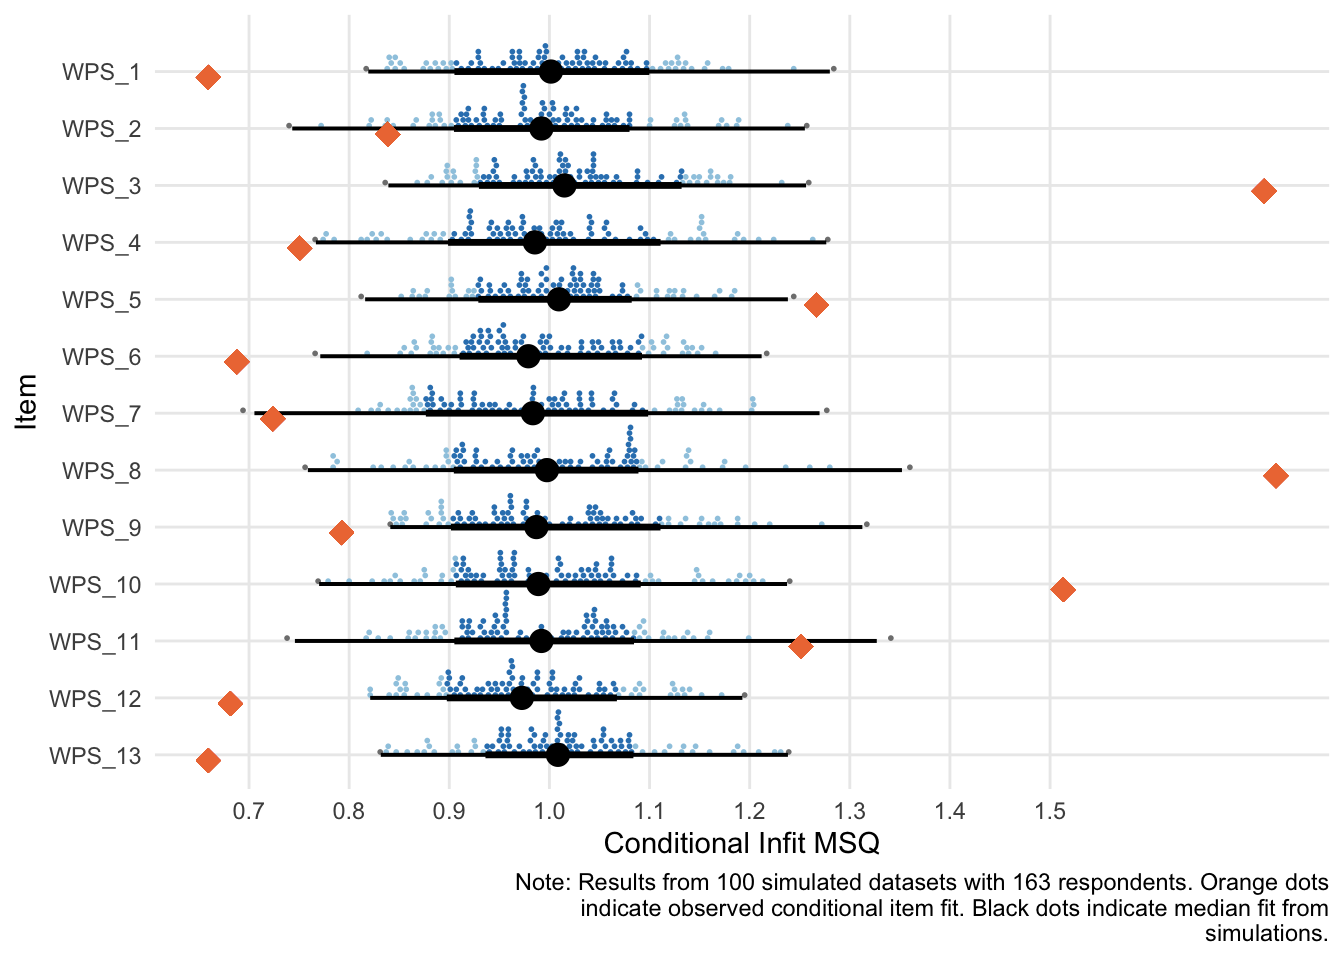 WPS_1
WPS_2
WPS_3
WPS_4
WPS_5
WPS_6
WPS_7
WPS_8
WPS_9
WPS_10
WPS_11
WPS_12
WPS_13
Item
0.7 0.8 0.9 1.0 1.1 1.2 1.3 1.4 1.5
Conditional Infit MSQ
Note: Results from 100 simulated datasets with 163 respondents. Orange dots
indicate observed conditional item fit. Black dots indicate median fit from
simulations.